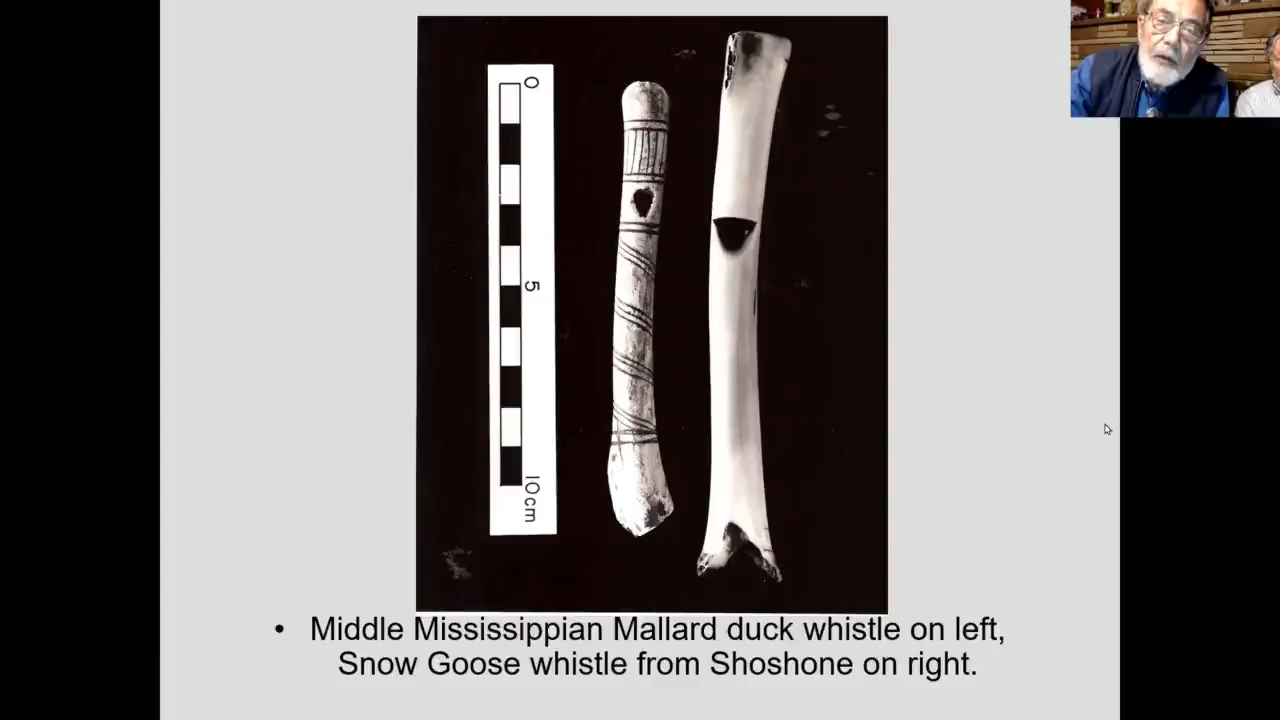 0
5
10cm
• Middle Mississippian Mallard duck whistle on left,
Snow Goose whistle from Shoshone on right.